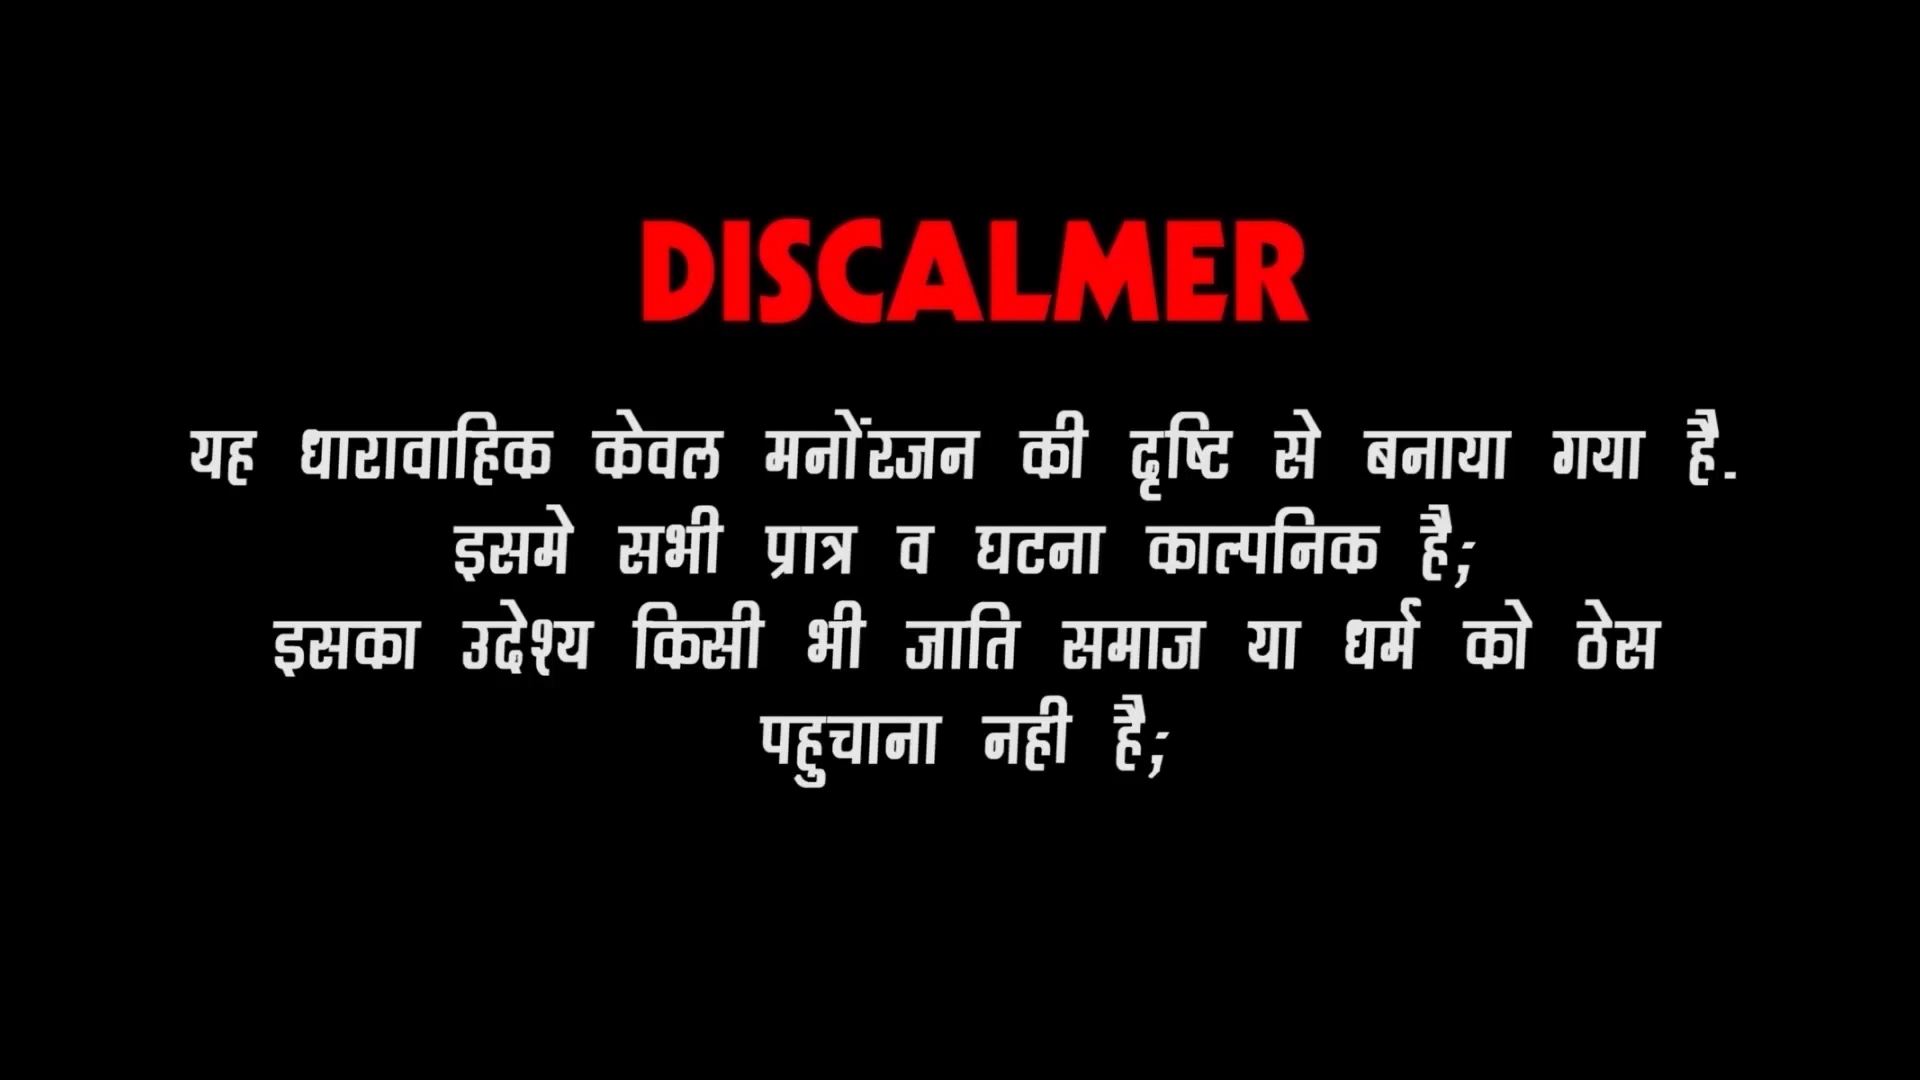 DISCALMER
यह धारावाहिक केवल मनोंरजन की दृष्टि से बनाया गया है.
इसमे सभी प्रात्र व घटना काल्पनिक है;
इसका उदेश्य किसी भी जाति समाज या धर्म को ठेस
पहुचाना नही है;